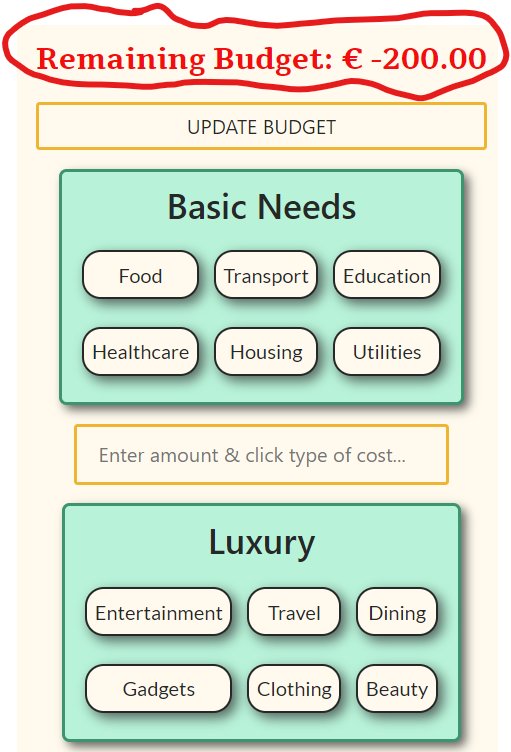 Remaining Budget: € -200.00
UPDATE BUDGET
Basic Needs
Food Transport Education
Healthcare Housing Utilities
Enter amount & click type of cost...
Luxury
Entertainment Travel Dining
Gadgets Clothing Beauty